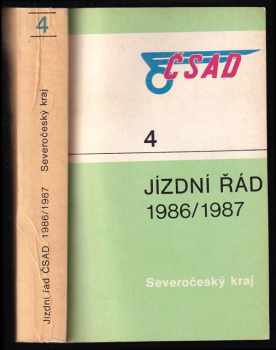 4
Jízdní řád ČSAD 1986/1987 Severočeský kraj
ČSAD
4
JÍZDNÍ ŘÁD
1986/1987
Severočeský kraj